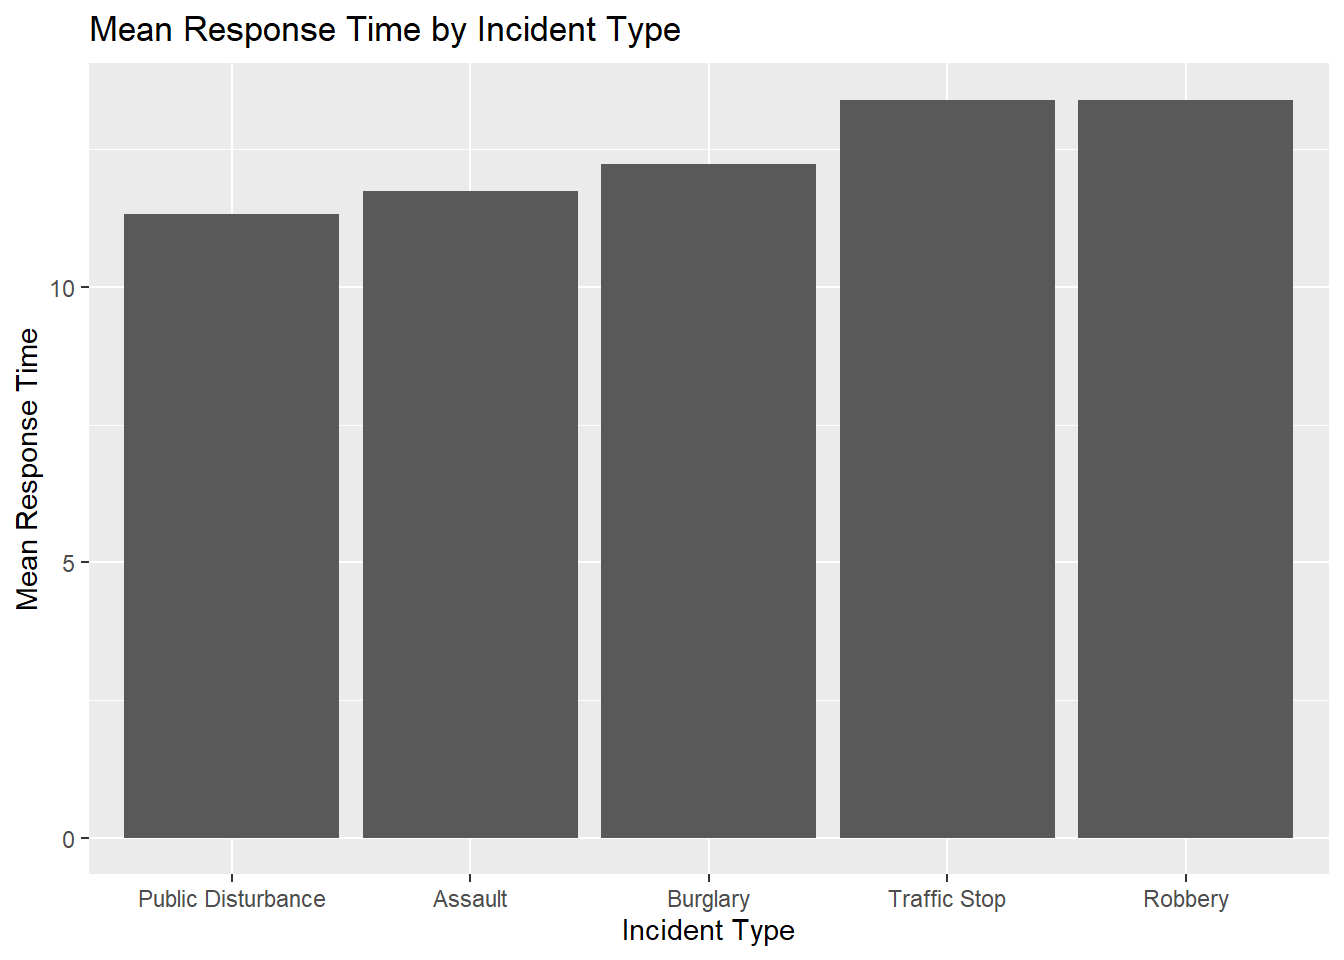 Mean Response Time by Incident Type
Mean Response Time
10
5
0
Public Disturbance
Assault
Burglary
Traffic Stop
Robbery
Incident Type